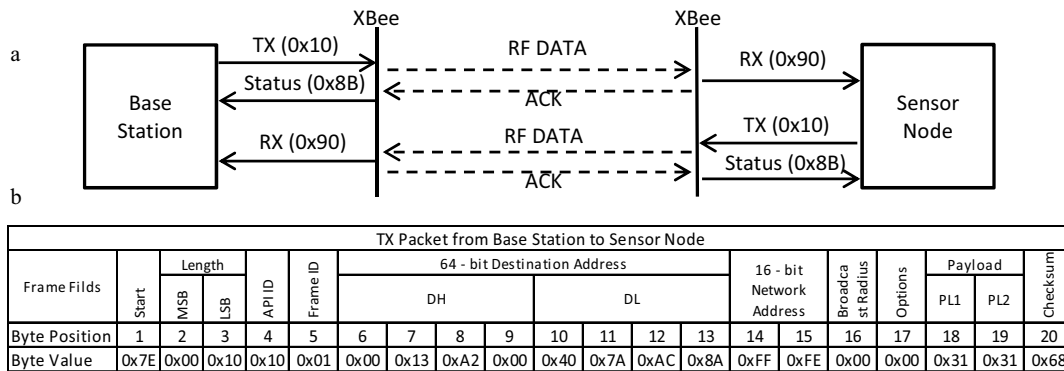 XBee
XBee
a
TX (0x10)
RF DATA
RX (0x90)
Status (0x8B)
ACK
Base
Station
Sensor
Node
RX (0x90)
RF DATA
TX (0x10)
Status (0x8B)
ACK
b
TX Packet from Base Station to Sensor Node
Frame Filds
Start
Length
MSB
LSB
API ID
Frame ID
64 - bit Destination Address
DH
DL
16 - bit
Network
Address
Broadca
st Radius
Options
Payload
PL1
PL2
Checksum
Byte Position 1 2 3 4 5 6 7 8 9 10 11 12 13 14 15 16 17 18 19 20
Byte Value 0x7E 0x00 0x10 0x10 0x01 0x00 0x13 0xA2 0x00 0x40 0x7A 0xAC 0x8A 0xFF 0xFE 0x00 0x00 0x31 0x31 0x68